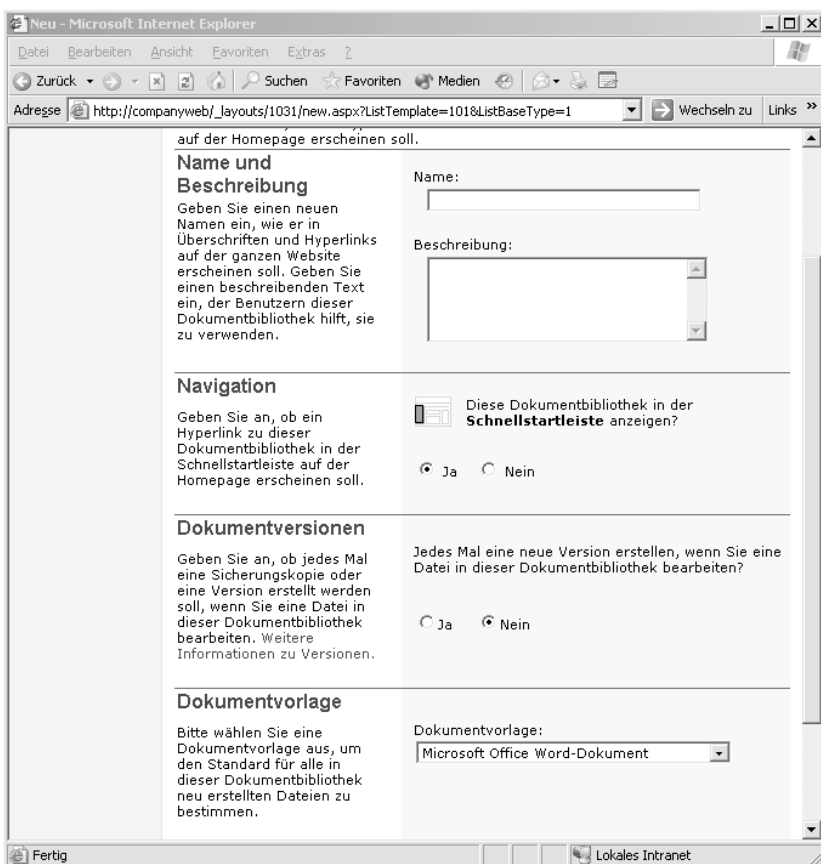 Neu - Microsoft Internet Explorer
Datei Bearbeiten Ansicht Favoriten Extras ?
Zurück Suchen Favoriten Medien
Adresse http://companyweb/_layouts/1031/new.aspx?ListTemplate=101&ListBaseType=1 Wechseln zu Links »
auf der Homepage erscheinen soll.
Name und
Beschreibung
Geben Sie einen neuen
Namen ein, wie er in
Überschriften und Hyperlinks
auf der ganzen Website
erscheinen soll. Geben Sie
einen beschreibenden Text
ein, der Benutzern dieser
Dokumentbibliothek hilft, sie
zu verwenden.
Name:
Beschreibung:
Navigation
Geben Sie an, ob ein
Hyperlink zu dieser
Dokumentbibliothek in der
Schnellstartleiste auf der
Homepage erscheinen soll.
Diese Dokumentbibliothek in der
Schnellstartleiste anzeigen?
Ja Nein
Dokumentversionen
Geben Sie an, ob jedes Mal
eine Sicherungskopie oder
eine Version erstellt werden
soll, wenn Sie eine Datei in
dieser Dokumentbibliothek
bearbeiten. Weitere
Informationen zu Versionen.
Jedes Mal eine neue Version erstellen, wenn Sie eine
Datei in dieser Dokumentbibliothek bearbeiten?
Ja Nein
Dokumentvorlage
Bitte wählen Sie eine
Dokumentvorlage aus, um
den Standard für alle in
dieser Dokumentbibliothek
neu erstellten Dateien zu
bestimmen.
Dokumentvorlage:
Microsoft Office Word-Dokument
Fertig
Lokales Intranet